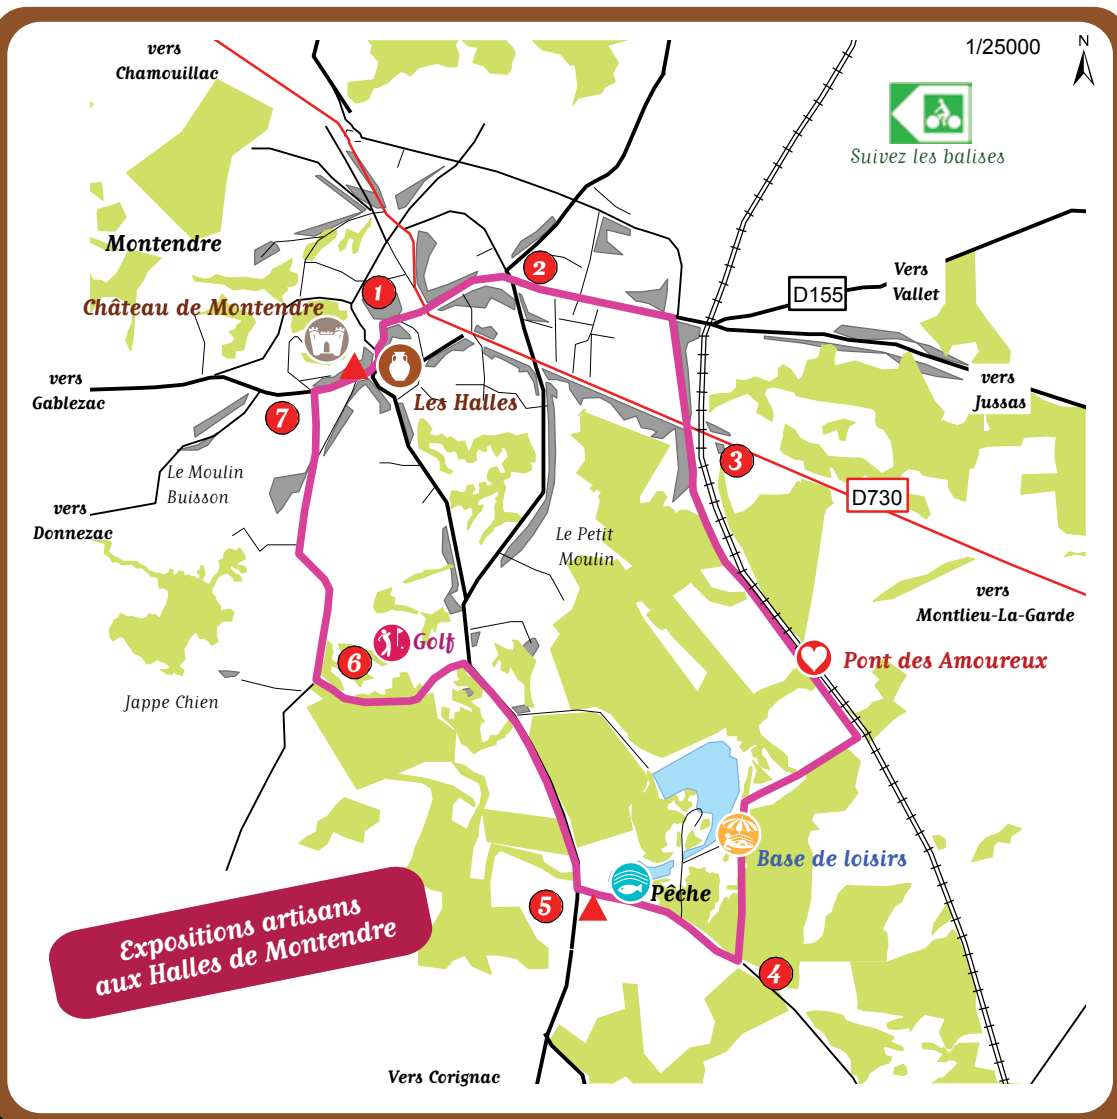 vers
Chamouillac
1/25000
N
Suivez les balises
Montendre
2
Vers
Vallet
D155
1
Château de Montendre
vers
Gablezac
vers
Jussas
Les Halles
7
3
Le Moulin
Buisson
D730
vers
Donnezac
Le Petit
Moulin
vers
Montlieu-La-Garde
Golf
6
Pont des Amoureux
Jappe Chien
Base de loisirs
Pêche
5
Expositions artisans
aux Halles de Montendre
4
Vers Corignac